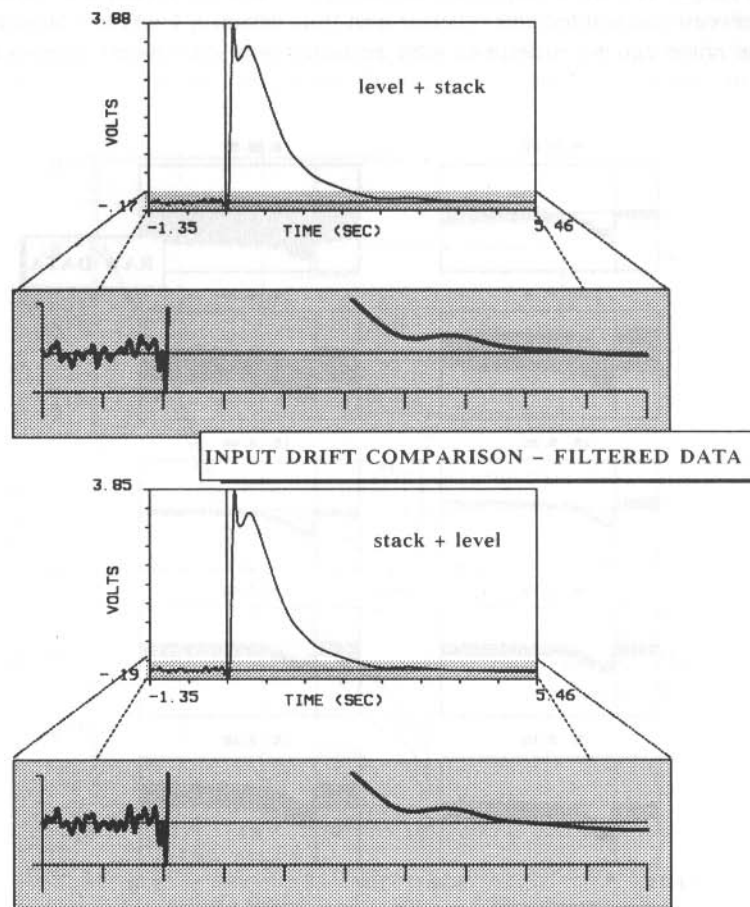 3.88
level + stack
VOLTS
-.17
-1.35
TIME (SEC)
5.46
INPUT DRIFT COMPARISON – FILTERED DATA
3.85
stack + level
VOLTS
-.19
-1.35
TIME (SEC)
5.46